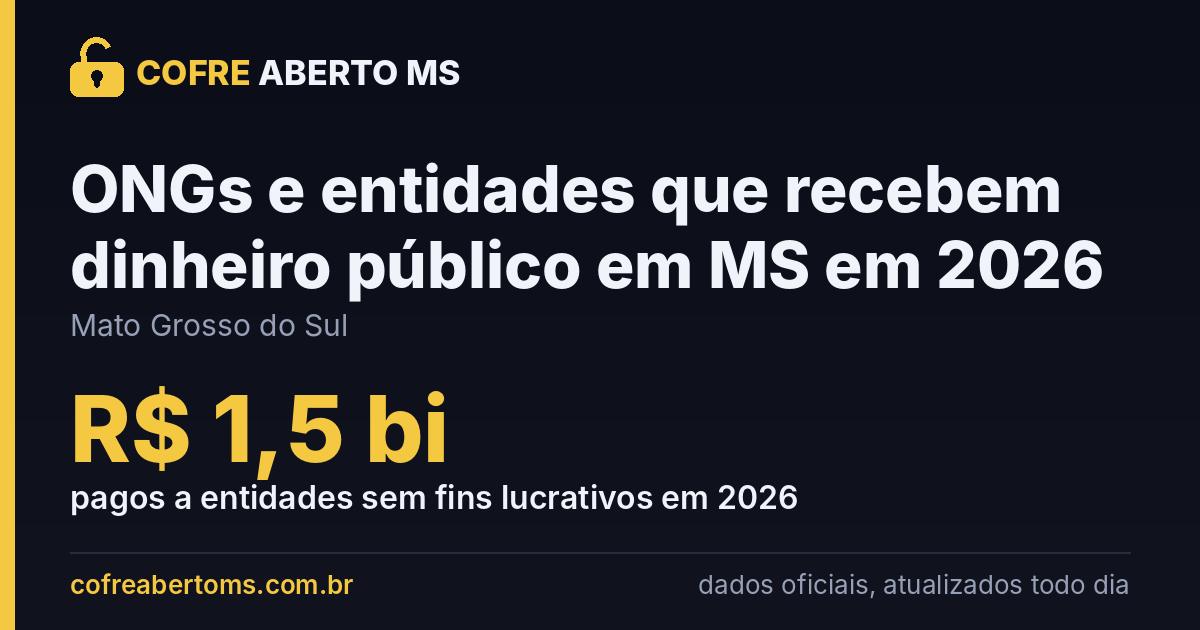 COFRE ABERTO MS
ONGs e entidades que recebem
dinheiro público em MS em 2026
Mato Grosso do Sul
R$ 1,5 bi
pagos a entidades sem fins lucrativos em 2026
cofreabertoms.com.br
dados oficiais, atualizados todo dia